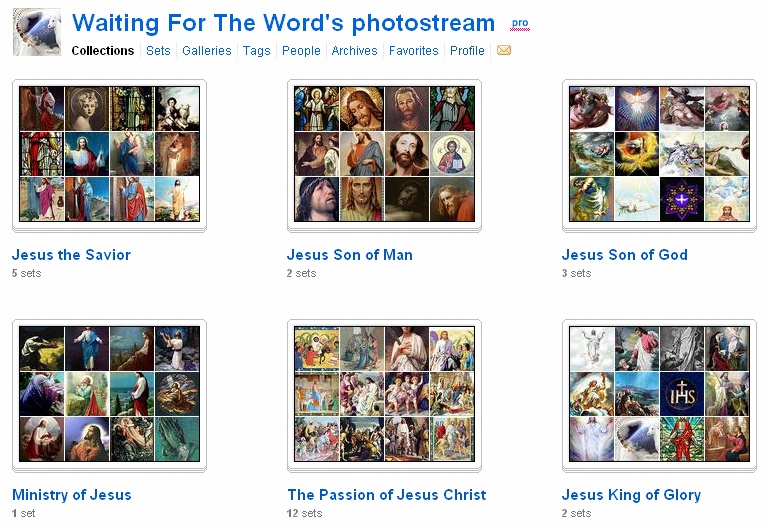 Waiting For The Word's photostream pro
Collections Sets Galleries Tags People Archives Favorites Profile
Jesus the Savior
5 sets
Jesus Son of Man
2 sets
Jesus Son of God
3 sets
IHS
Ministry of Jesus
1 set
The Passion of Jesus Christ
12 sets
Jesus King of Glory
2 sets